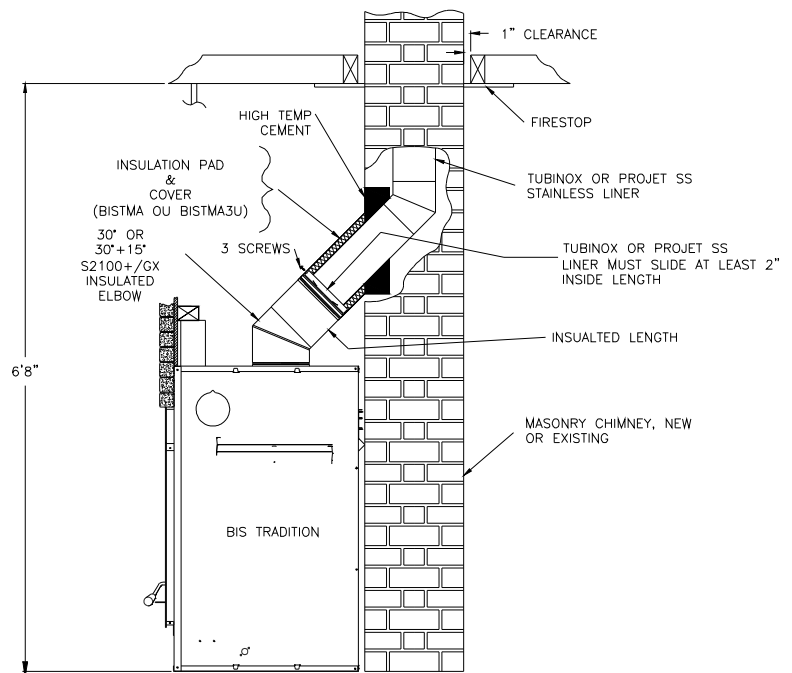 1" CLEARANCE
FIRESTOP
HIGH TEMP
CEMENT
INSULATION PAD
&
COVER
(BISTMA OU BISTMA3U)
TUBINOX OR PROJET SS
STAINLESS LINER
30° OR
30°+15°
S2100+/GX
INSULATED
ELBOW
3 SCREWS
TUBINOX OR PROJET SS
LINER MUST SLIDE AT LEAST 2"
INSIDE LENGTH
INSUALTED LENGTH
6'8"
MASONRY CHIMNEY, NEW
OR EXISTING
BIS TRADITION